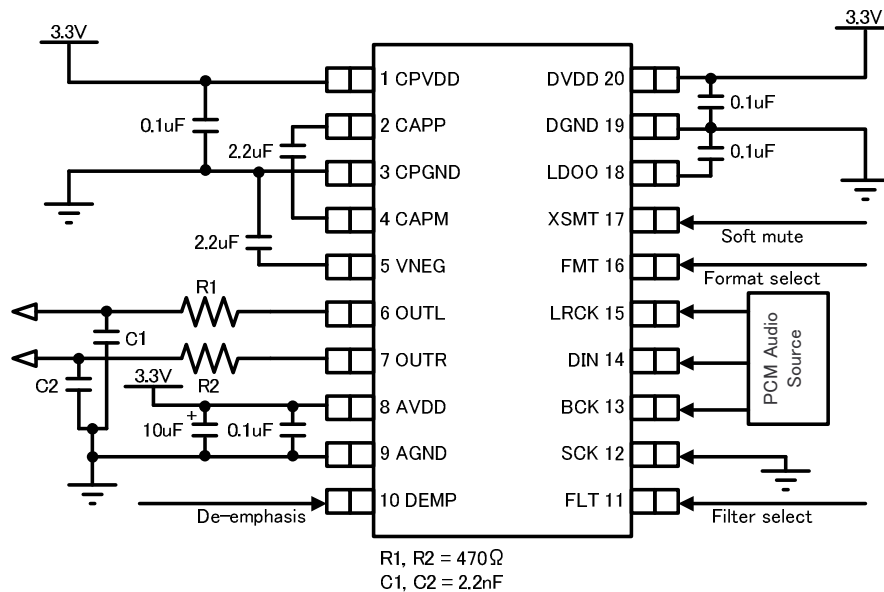 3.3V
3.3V
1 CPVDD
DVDD 20
0.1uF
0.1uF
2 CAPP
DGND 19
2.2uF
0.1uF
3 CPGND
LDOO 18
4 CAPM
XSMT 17
Soft mute
2.2uF
5 VNEG
FMT 16
Format select
R1
6 OUTL
LRCK 15
C1
7 OUTR
DIN 14
PCM Audio
Source
C2
R2
3.3V
8 AVDD
BCK 13
+
10uF
0.1uF
9 AGND
SCK 12
10 DEMP
FLT 11
De-emphasis
Filter select
R1, R2 = 470Ω
C1, C2 = 2.2nF